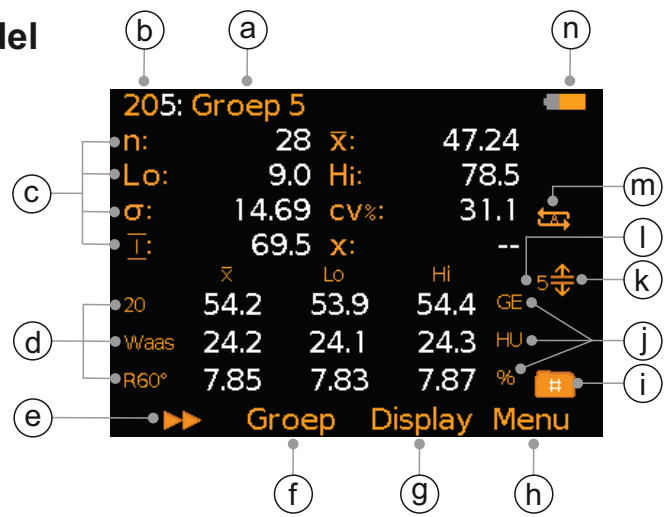 del
b a n
205: Groep 5
n: 28 x̅: 47.24
Lo: 9.0 Hi: 78.5
c m
σ: 14.69 cv%: 31.1
I: 69.5 x: --
l
x̅ Lo Hi
5 k
20 54.2 53.9 54.4 GE
d Waas 24.2 24.1 24.3 HU j
R60° 7.85 7.83 7.87 % # i
e Groep Display Menu
f g h